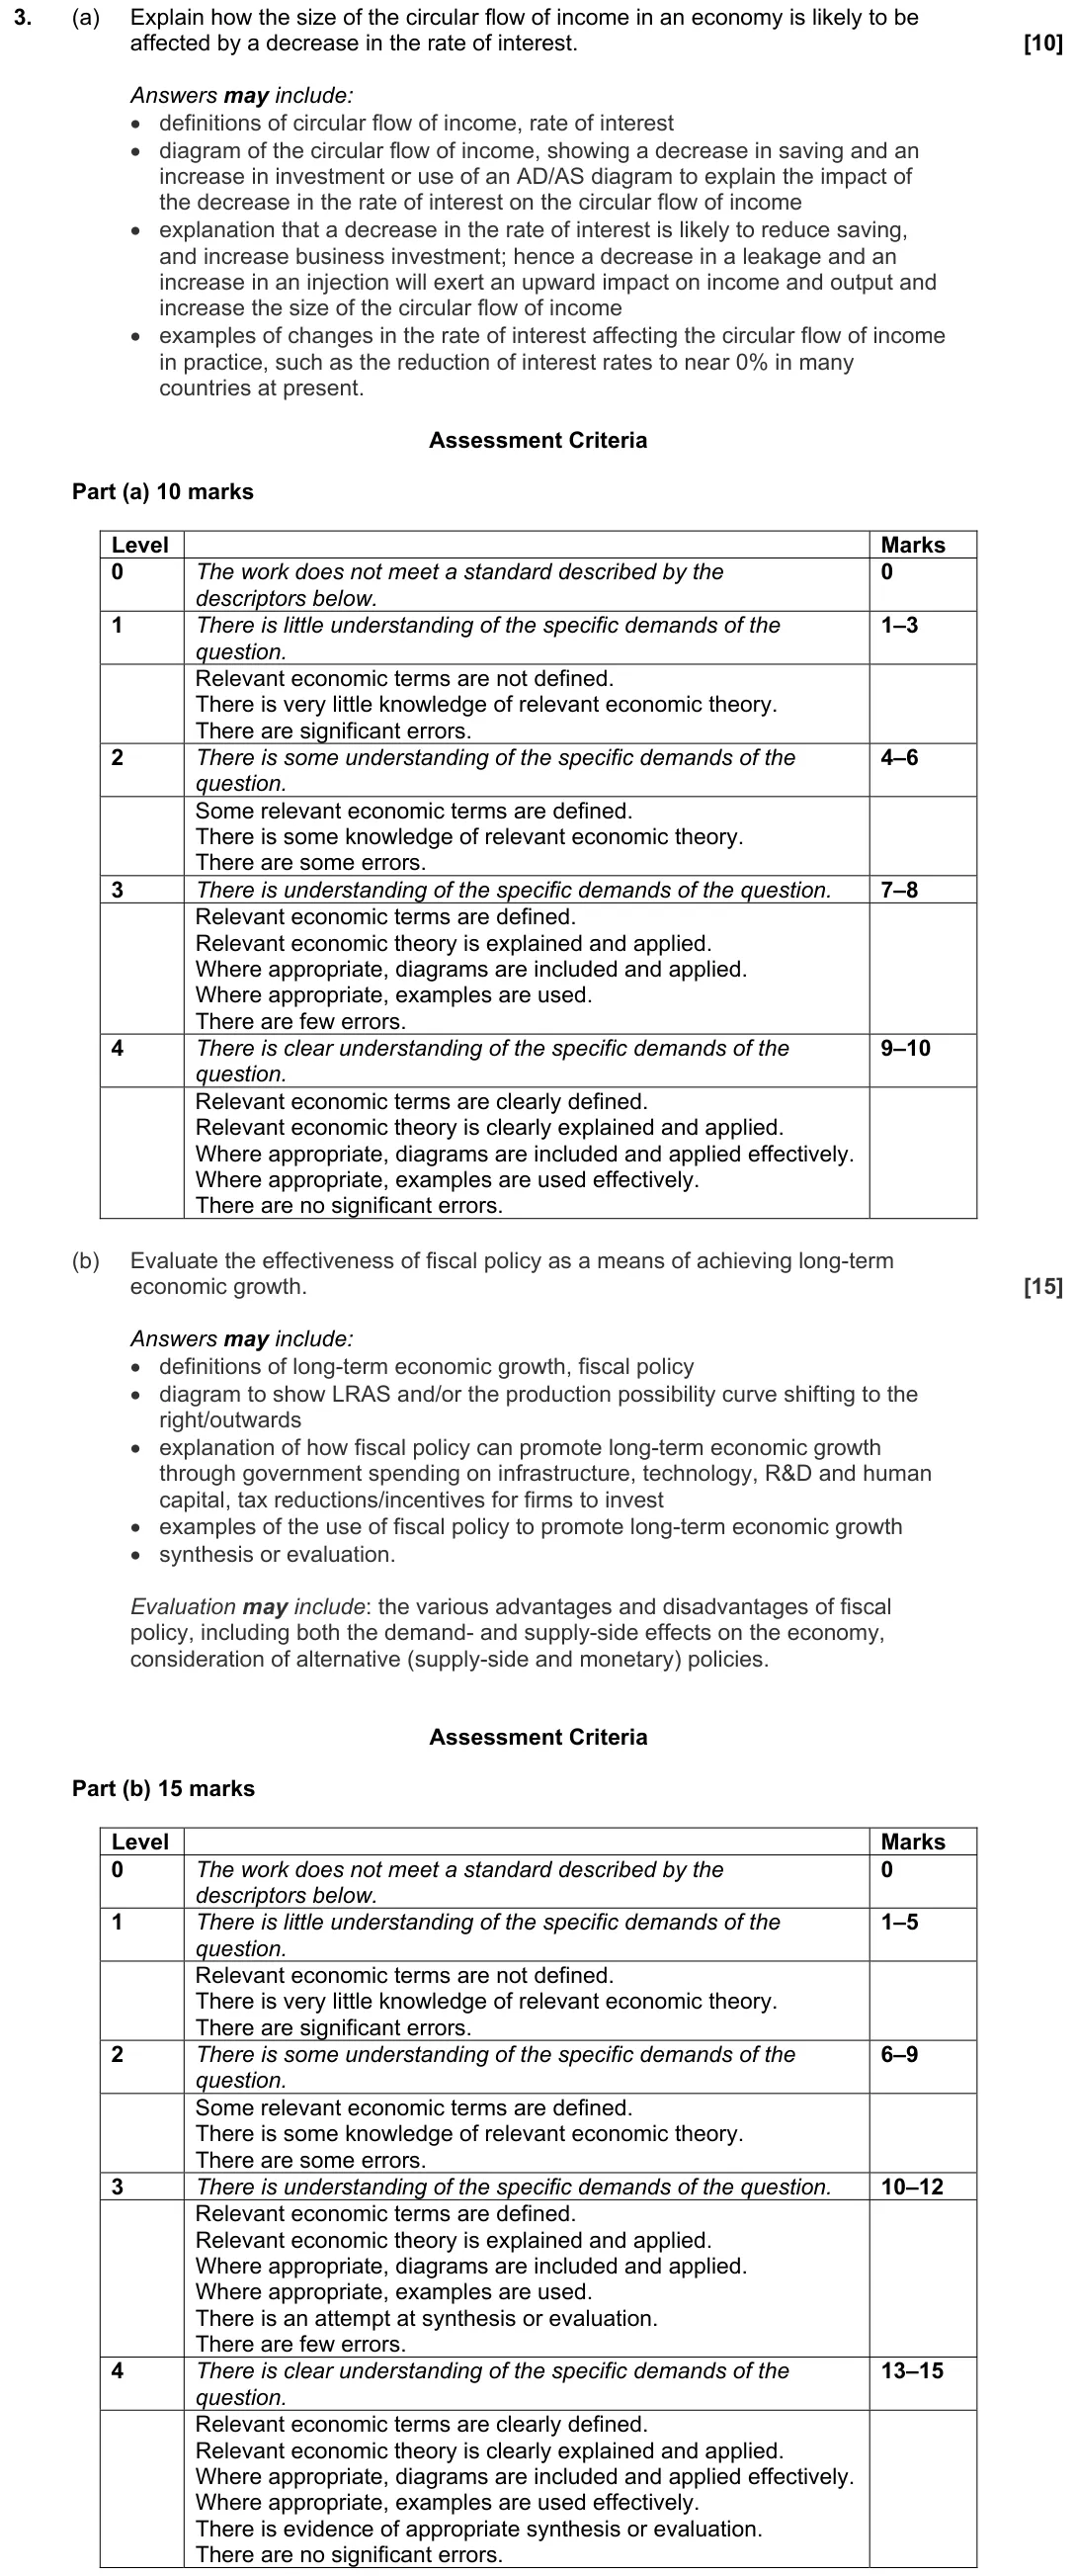 3. (a) Explain how the size of the circular flow of income in an economy is likely to be
affected by a decrease in the rate of interest. [10]
Answers may include:
• definitions of circular flow of income, rate of interest
• diagram of the circular flow of income, showing a decrease in saving and an
increase in investment or use of an AD/AS diagram to explain the impact of
the decrease in the rate of interest on the circular flow of income
• explanation that a decrease in the rate of interest is likely to reduce saving,
and increase business investment; hence a decrease in a leakage and an
increase in an injection will exert an upward impact on income and output and
increase the size of the circular flow of income
• examples of changes in the rate of interest affecting the circular flow of income
in practice, such as the reduction of interest rates to near 0% in many
countries at present.
Assessment Criteria
Part (a) 10 marks
Level Marks
0 The work does not meet a standard described by the 0
descriptors below.
1 There is little understanding of the specific demands of the 1–3
question.
Relevant economic terms are not defined.
There is very little knowledge of relevant economic theory.
There are significant errors.
2 There is some understanding of the specific demands of the 4–6
question.
Some relevant economic terms are defined.
There is some knowledge of relevant economic theory.
There are some errors.
3 There is understanding of the specific demands of the question. 7–8
Relevant economic terms are defined.
Relevant economic theory is explained and applied.
Where appropriate, diagrams are included and applied.
Where appropriate, examples are used.
There are few errors.
4 There is clear understanding of the specific demands of the 9–10
question.
Relevant economic terms are clearly defined.
Relevant economic theory is clearly explained and applied.
Where appropriate, diagrams are included and applied effectively.
Where appropriate, examples are used effectively.
There are no significant errors.
(b) Evaluate the effectiveness of fiscal policy as a means of achieving long-term
economic growth. [15]
Answers may include:
• definitions of long-term economic growth, fiscal policy
• diagram to show LRAS and/or the production possibility curve shifting to the
right/outwards
• explanation of how fiscal policy can promote long-term economic growth
through government spending on infrastructure, technology, R&D and human
capital, tax reductions/incentives for firms to invest
• examples of the use of fiscal policy to promote long-term economic growth
• synthesis or evaluation.
Evaluation may include: the various advantages and disadvantages of fiscal
policy, including both the demand- and supply-side effects on the economy,
consideration of alternative (supply-side and monetary) policies.
Assessment Criteria
Part (b) 15 marks
Level Marks
0 The work does not meet a standard described by the 0
descriptors below.
1 There is little understanding of the specific demands of the 1–5
question.
Relevant economic terms are not defined.
There is very little knowledge of relevant economic theory.
There are significant errors.
2 There is some understanding of the specific demands of the 6–9
question.
Some relevant economic terms are defined.
There is some knowledge of relevant economic theory.
There are some errors.
3 There is understanding of the specific demands of the question. 10–12
Relevant economic terms are defined.
Relevant economic theory is explained and applied.
Where appropriate, diagrams are included and applied.
Where appropriate, examples are used.
There is an attempt at synthesis or evaluation.
There are few errors.
4 There is clear understanding of the specific demands of the 13–15
question.
Relevant economic terms are clearly defined.
Relevant economic theory is clearly explained and applied.
Where appropriate, diagrams are included and applied effectively.
Where appropriate, examples are used effectively.
There is evidence of appropriate synthesis or evaluation.
There are no significant errors.